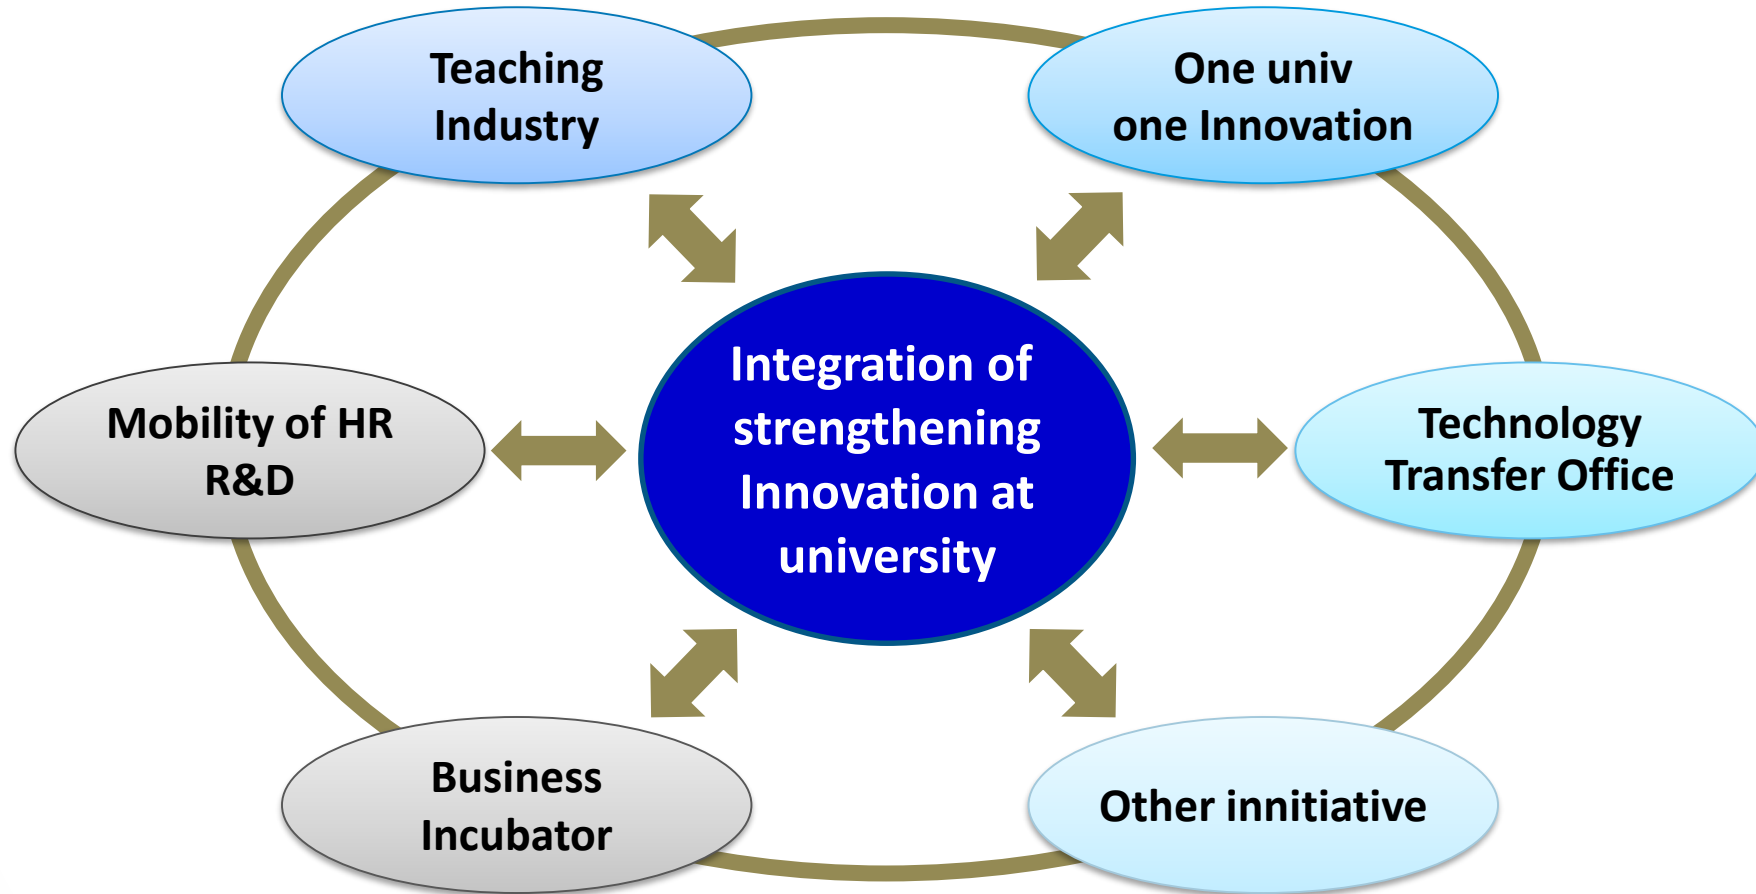 Teaching
Industry
One univ
one Innovation
Integration of
strengthening
Innovation at
university
Mobility of HR
R&D
Technology
Transfer Office
Business
Incubator
Other innitiative